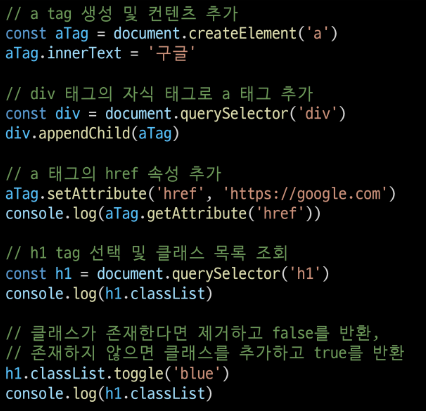 // a tag 생성 및 컨텐츠 추가
const aTag = document.createElement('a')
aTag.innerText = '구글'
// div 태그의 자식 태그로 a 태그 추가
const div = document.querySelector('div')
div.appendChild(aTag)
// a 태그의 href 속성 추가
aTag.setAttribute('href', 'https://google.com')
console.log(aTag.getAttribute('href'))
// h1 tag 선택 및 클래스 목록 조회
const h1 = document.querySelector('h1')
console.log(h1.classList)
// 클래스가 존재한다면 제거하고 false를 반환,
// 존재하지 않으면 클래스를 추가하고 true를 반환
h1.classList.toggle('blue')
console.log(h1.classList)